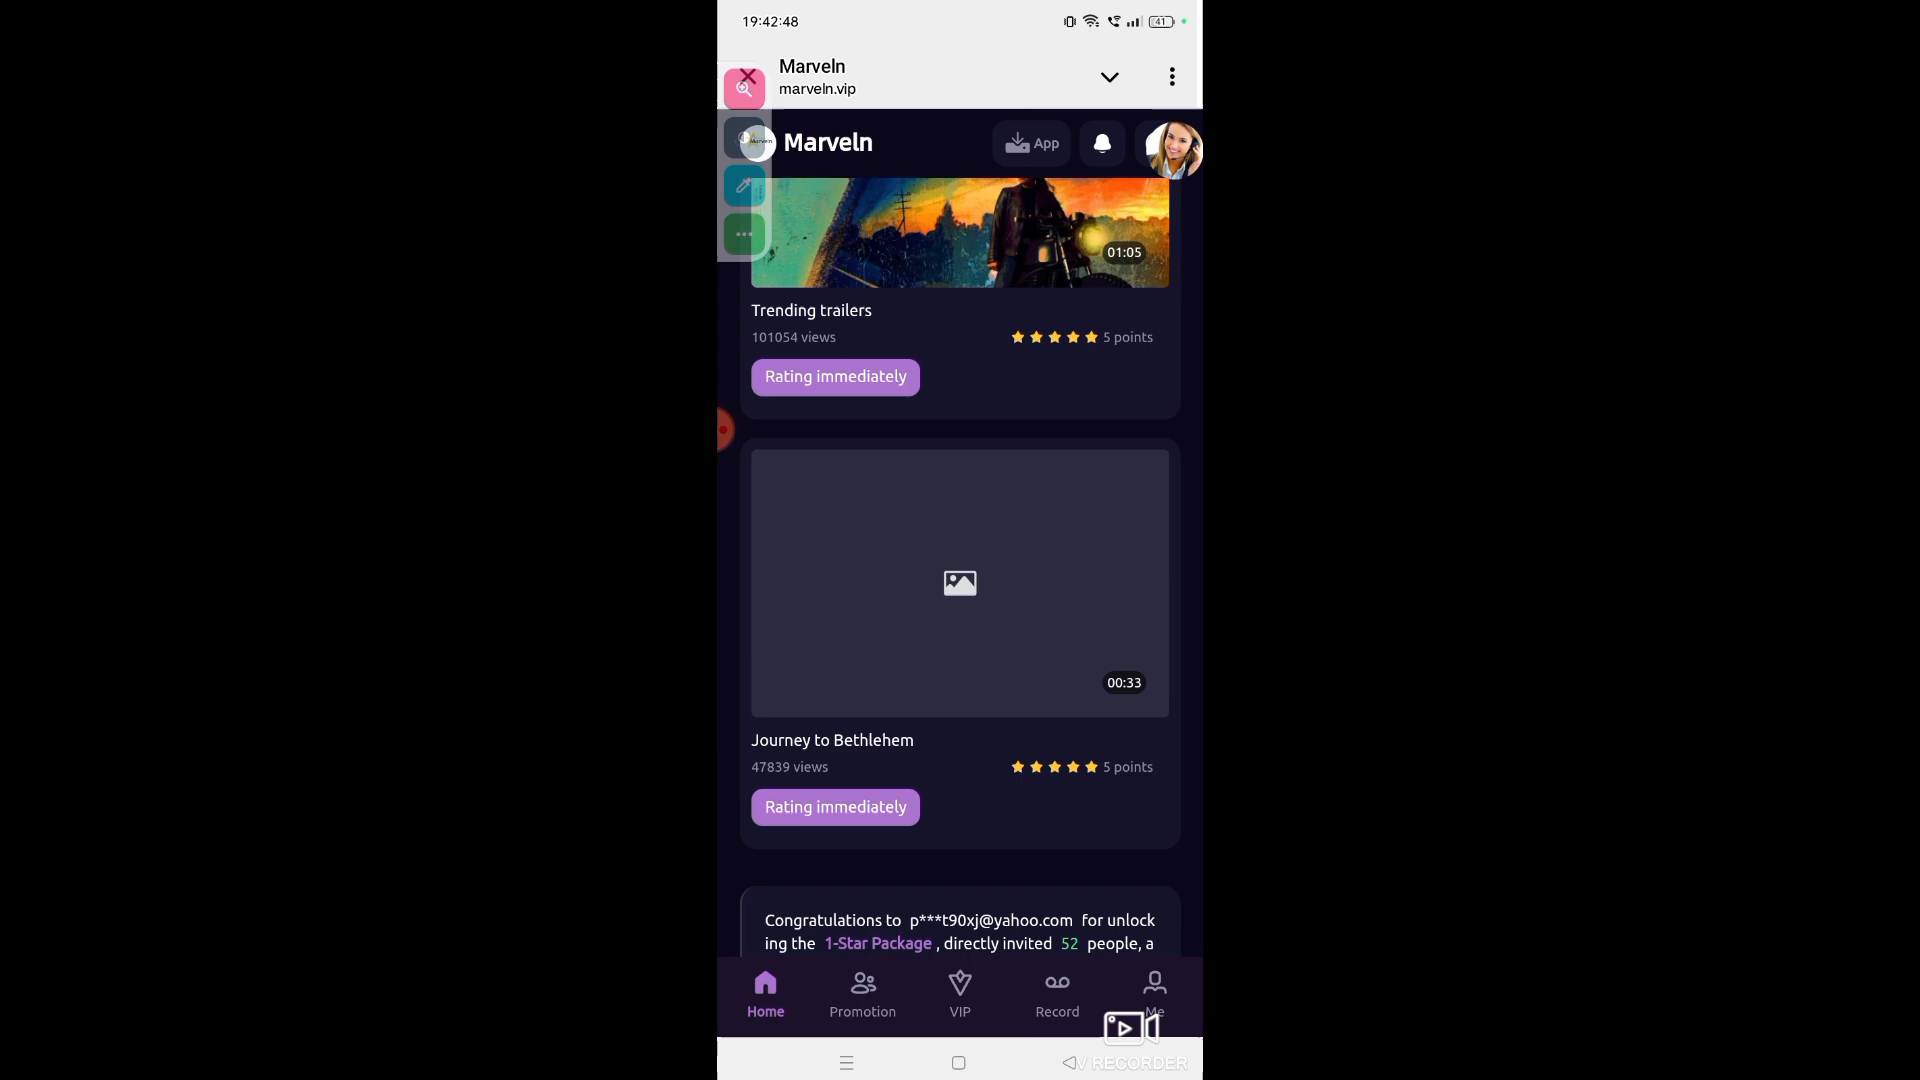 19:42:48
41
Marveln
marveln.vip
Marveln
App
01:05
Trending trailers
101054 views
5 points
Rating immediately
00:33
Journey to Bethlehem
47839 views
5 points
Rating immediately
Congratulations to p***t90xj@yahoo.com for unlock
ing the 1-Star Package , directly invited 52 people, a
Home
Promotion
VIP
Record
Me
V RECORDER